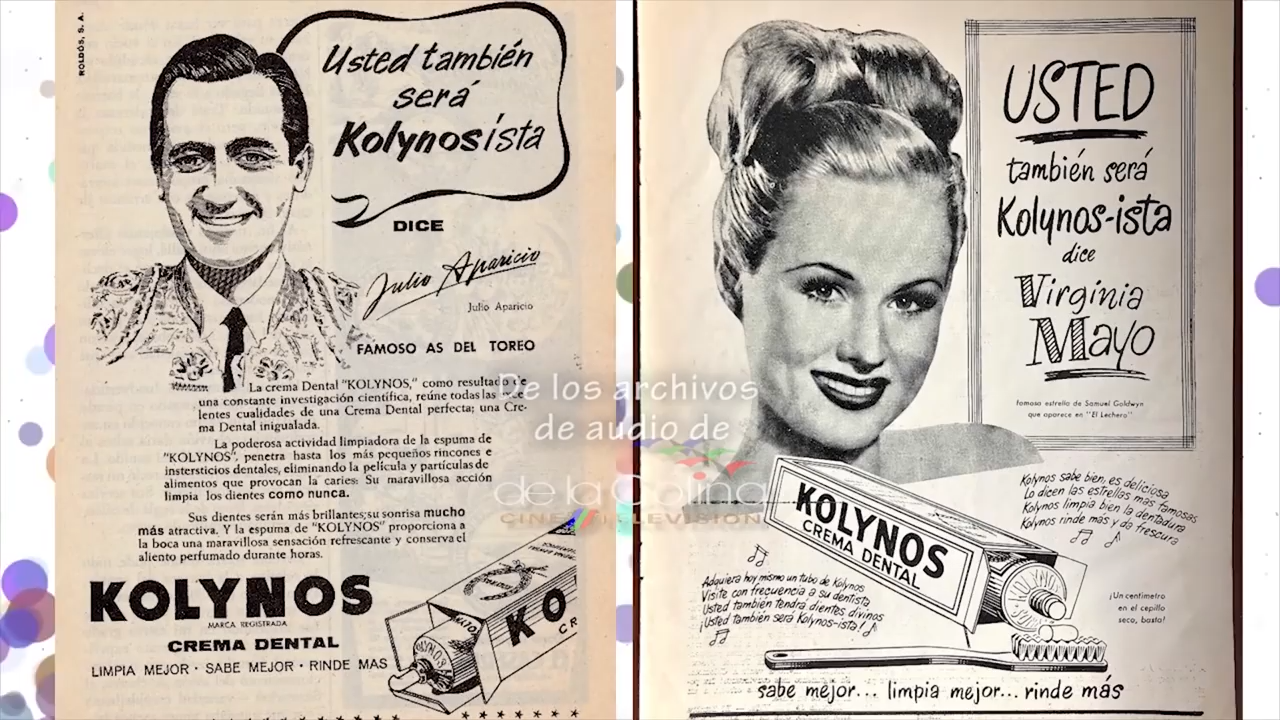 ROLDÓS, S. A.
Usted también
será
Kolynosista
DICE
Julio Aparicio
Julio Aparicio
FAMOSO AS DEL TOREO
La crema Dental "KOLYNOS," como resultado de
una constante investigación científica, reúne todas las
lentes cualidades de una Crema Dental perfecta; una Cre-
ma Dental inigualada.
La poderosa actividad limpiadora de la espuma de
"KOLYNOS", penetra hasta los más pequeños rincones e
intersticios dentales, eliminando la película y partículas de
alimentos que provocan la caries. Su maravillosa acción
limpia los dientes como nunca.
Sus dientes serán más brillantes; su sonrisa mucho
más atractiva. Y la espuma de "KOLYNOS" proporciona a
la boca una maravillosa sensación refrescante y conserva el
aliento perfumado durante horas.
KOLYNOS
MARCA REGISTRADA
CREMA DENTAL
LIMPIA MEJOR · SABE MEJOR · RINDE MAS
KO
CR
De los archivos
de audio de
de la Colina
CINE TELEVISION
USTED
también será
Kolynos-ista
dice
Virginia
Mayo
famosa estrella de Samuel Goldwyn
que aparece en "El Lechero"
Kolynos sabe bien, es deliciosa
Lo dicen las estrellas más famosas
Kolynos limpia bien la dentadura
Kolynos rinde más y da frescura
KOLYNOS
CREMA DENTAL
Adquiera hoy mismo un tubo de Kolynos
Visite con frecuencia a su dentista
Usted también tendrá dientes divinos
¡Usted también será Kolynos-ista!
¡Un centímetro
en el cepillo
seco, basta!
sabe mejor... limpia mejor... rinde más